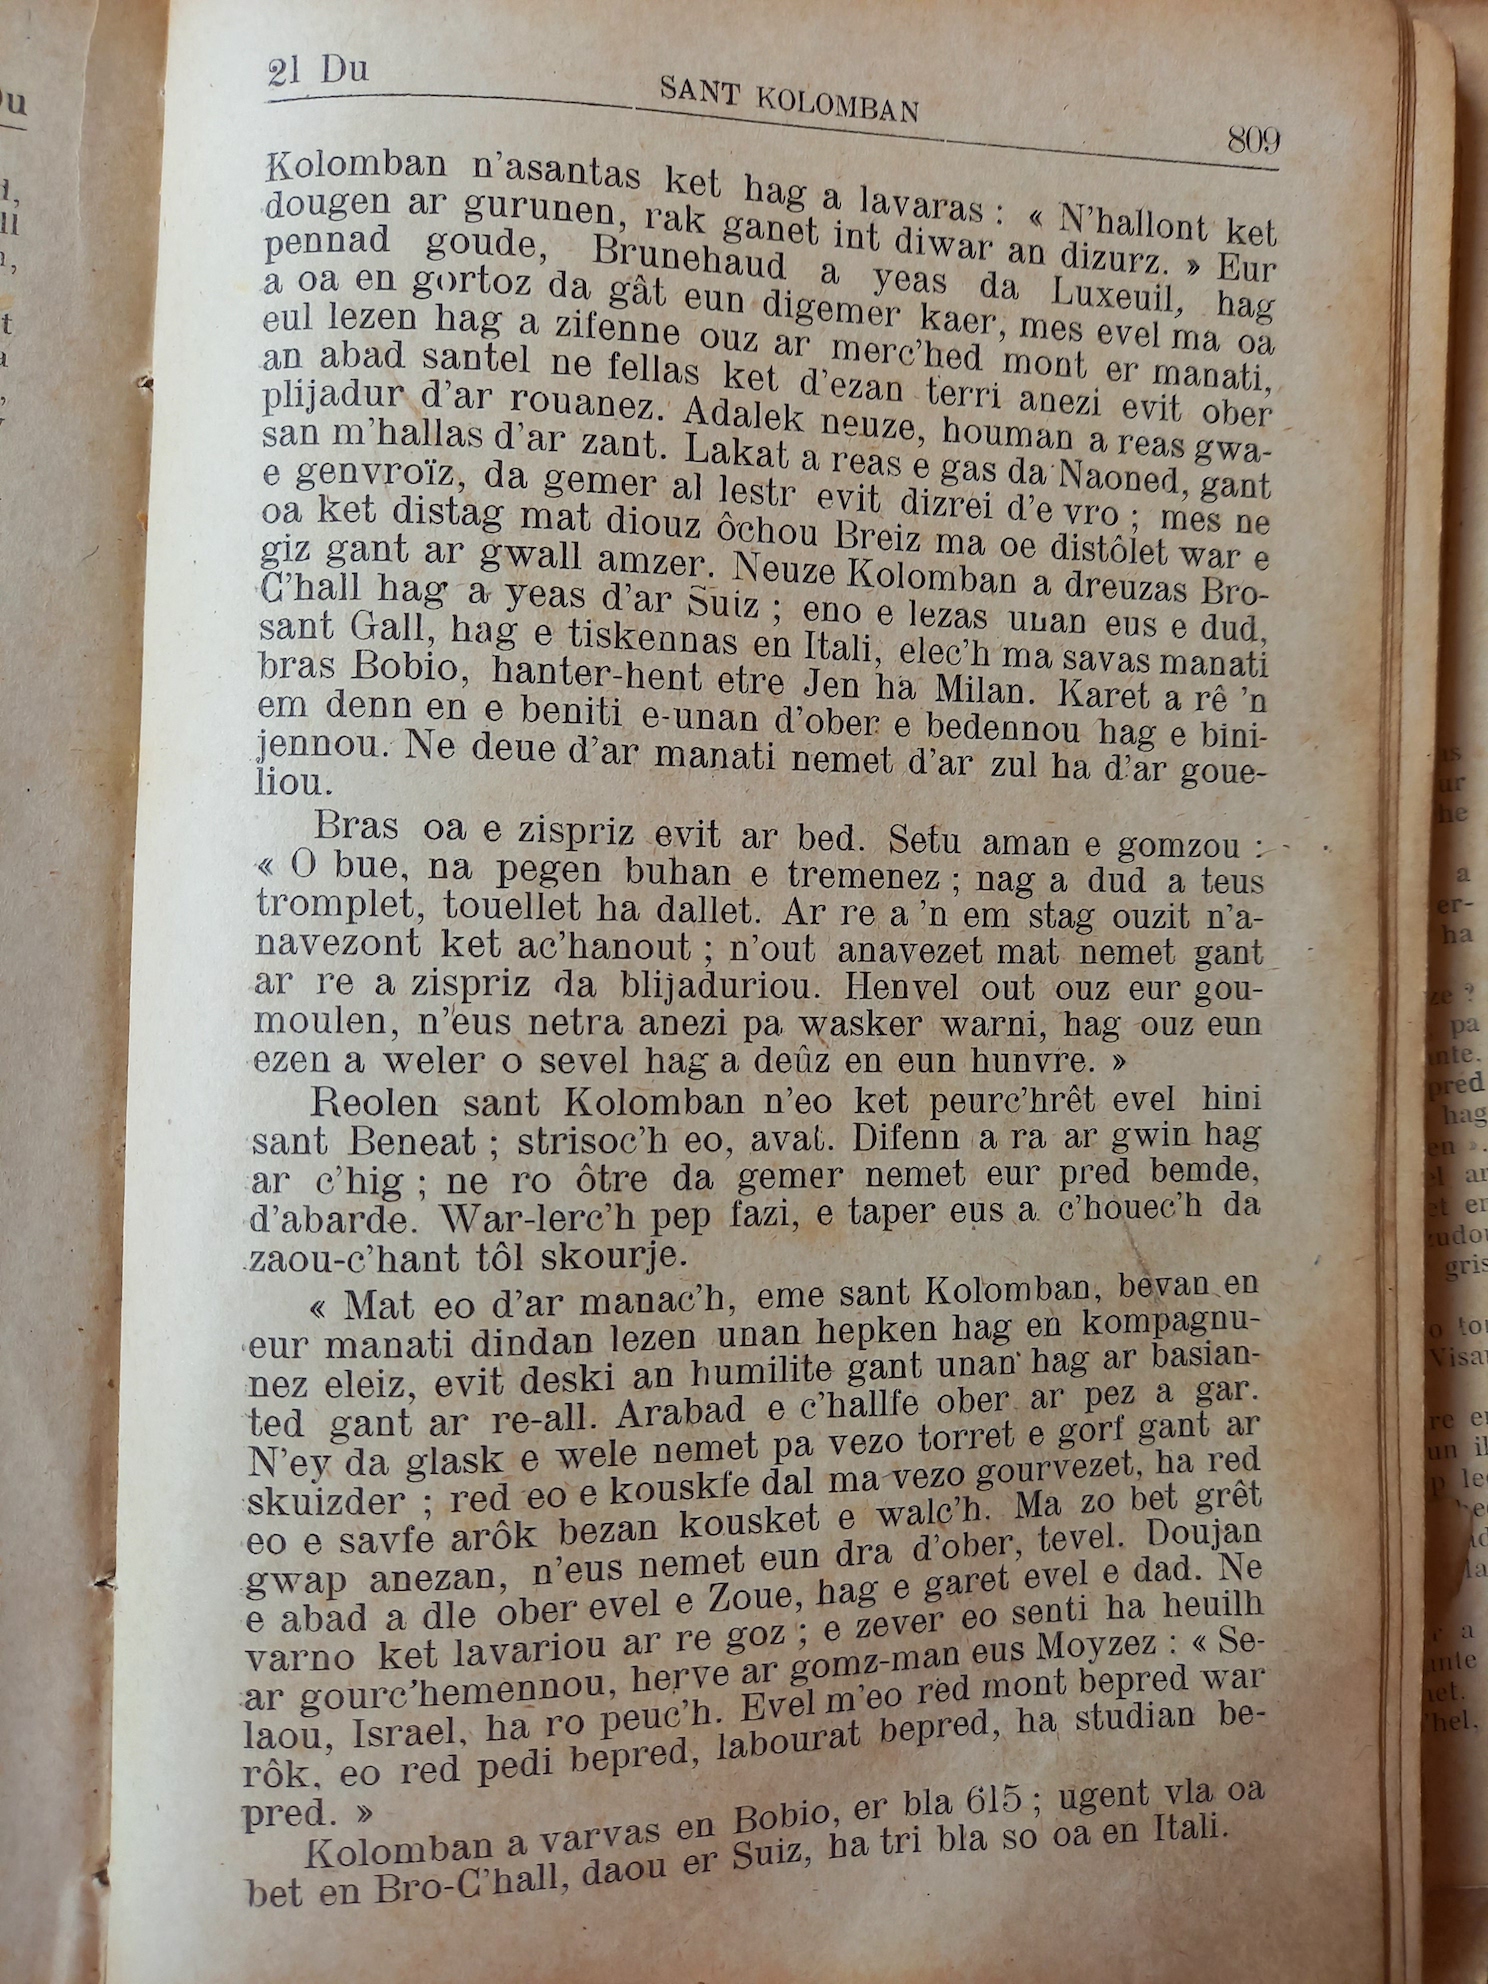 21 Du
SANT KOLOMBAN
809
Kolomban n'asantas ket hag a lavaras : « N'hallont ket
dougen ar gurunen, rak ganet int diwar an dizurz. » Eur
pennad goude, Brunehaud a yeas da Luxeuil, hag
a oa en gortoz da gât eun digemer kaer, mes evel ma oa
eul lezen hag a zifenne ouz ar merc'hed mont er manati,
an abad santel ne fellas ket d'ezan terri anezi evit ober
plijadur d'ar rouanez. Adalek neuze, houman a reas gwa-
san m'hallas d'ar zant. Lakat a reas e gas da Naoned, gant
e genvroïz, da gemer al lestr evit dizrei d'e vro ; mes ne
oa ket distag mat diouz ôchou Breiz ma oe distôlet war e
giz gant ar gwall amzer. Neuze Kolomban a dreuzas Bro-
C'hall hag a yeas d'ar Suiz ; eno e lezas unan eus e dud,
sant Gall, hag e tiskennas en Itali, elec'h ma savas manati
bras Bobio, hanter-hent etre Jen ha Milan. Karet a rê 'n
em denn en e beniti e-unan d'ober e bedennou hag e bini-
jennou. Ne deue d'ar manati nemet d'ar zul ha d'ar goue-
liou.
Bras oa e zispriz evit ar bed. Setu aman e gomzou :
« O bue, na pegen buhan e tremenez ; nag a dud a teus
tromplet, touellet ha dallet. Ar re a 'n em stag ouzit n'a-
navezont ket ac'hanout ; n'out anavezet mat nemet gant
ar re a zispriz da blijaduriou. Henvel out ouz eur gou-
moulen, n'eus netra anezi pa wasker warni, hag ouz eun
ezen a weler o sevel hag a deûz en eun hunvre. »
Reolen sant Kolomban n'eo ket peurc'hrêt evel hini
sant Beneat ; strisoc'h eo, avat. Difenn a ra ar gwin hag
ar c'hig ; ne ro ôtre da gemer nemet eur pred bemde,
d'abarde. War-lerc'h pep fazi, e taper eus a c'houec'h da
zaou-c'hant tôl skourje.
« Mat eo d'ar manac'h, eme sant Kolomban, bevan en
eur manati dindan lezen unan hepken hag en kompagnu-
nez eleiz, evit deski an humilite gant unan hag ar basian-
ted gant ar re-all. Arabad e c'hallfe ober ar pez a gar.
N'ey da glask e wele nemet pa vezo torret e gorf gant ar
skuizder ; red eo e kouskfe dal ma vezo gourvezet, ha red
eo e savfe arôk bezan kousket e walc'h. Ma zo bet grêt
gwap anezan, n'eus nemet eun dra d'ober, tevel. Doujan
e abad a dle ober evel e Zoue, hag e garet evel e dad. Ne
varno ket lavariou ar re goz ; e zever eo senti ha heuilh
ar gourc'hemennou, herve ar gomz-man eus Moyzez : « Se-
laou, Israel, ha ro peuc'h. Evel m'eo red mont bepred war
rôk, eo red pedi bepred, labourat bepred, ha studian be-
pred. »
Kolomban a varvas en Bobio, er bla 615 ; ugent vla oa
bet en Bro-C'hall, daou er Suiz, ha tri bla so oa en Itali.